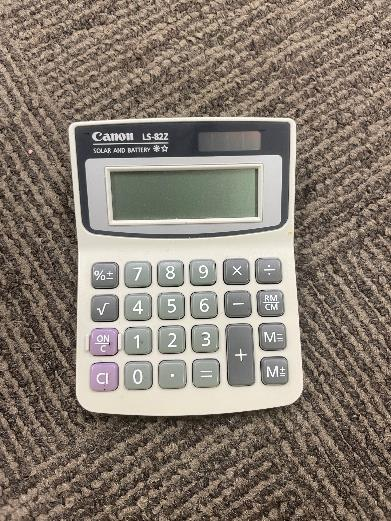 Canon LS-82Z
SOLAR AND BATTERY
%± 7 8 9 × ÷
√ 4 5 6 − RM
CM
ON
C 1 2 3 + M=
CI 0 · = M±